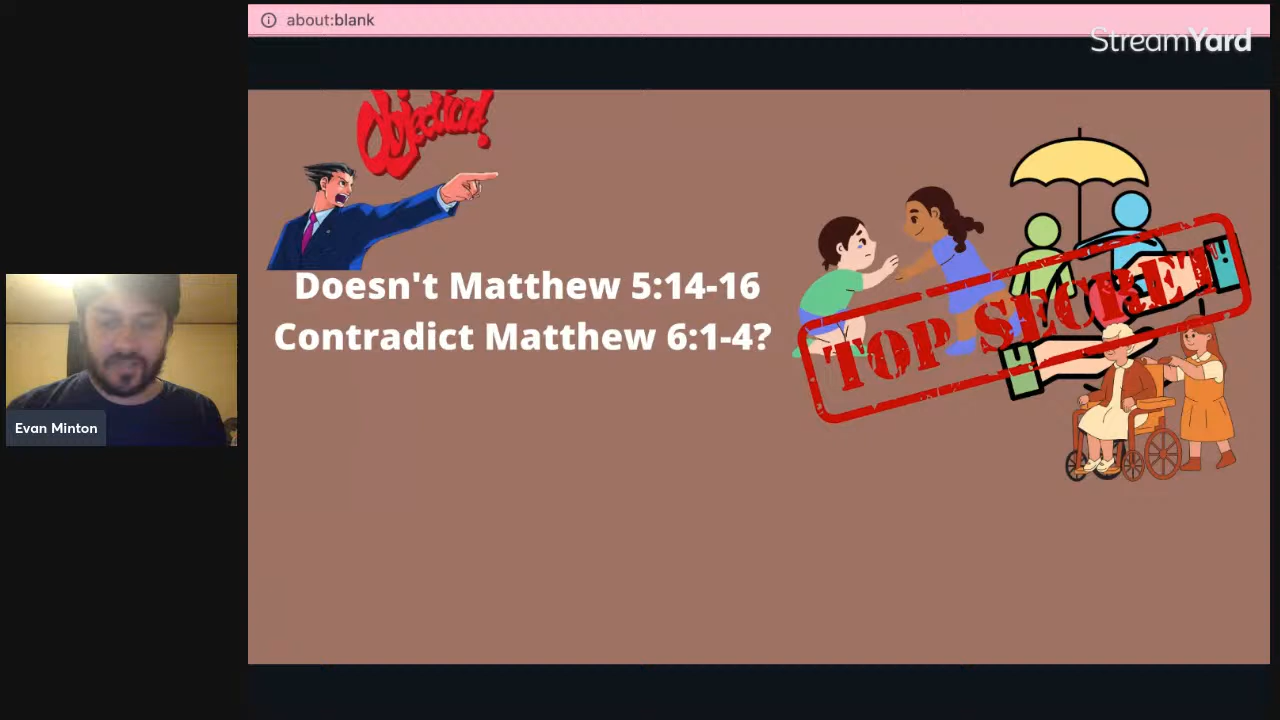 about:blank
StreamYard
Objection!
Doesn't Matthew 5:14-16
Contradict Matthew 6:1-4?
TOP SECRET
Evan Minton